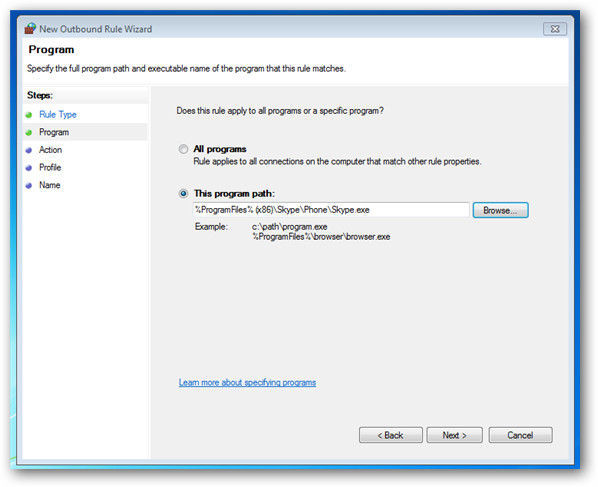 New Outbound Rule Wizard
Program
Specify the full program path and executable name of the program that this rule matches.
Steps:
Rule Type
Program
Action
Profile
Name
Does this rule apply to all programs or a specific program?
All programs
Rule applies to all connections on the computer that match other rule properties.
This program path:
%ProgramFiles% (x86)\Skype\Phone\Skype.exe
Browse...
Example: c:\path\program.exe
%ProgramFiles%\browser\browser.exe
Learn more about specifying programs
< Back Next > Cancel